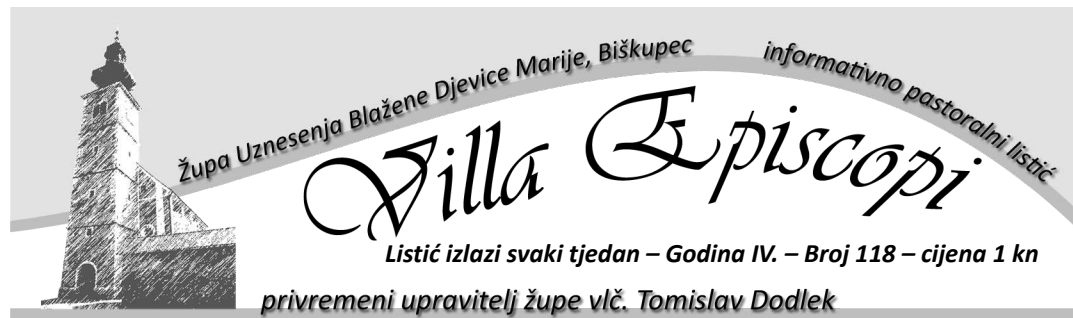 Župa Uznesenja Blažene Djevice Marije, Biškupec
informativno pastoralni listić
Villa Episcopi
Listić izlazi svaki tjedan – Godina IV. – Broj 118 – cijena 1 kn
privremeni upravitelj župe vlč. Tomislav Dodlek